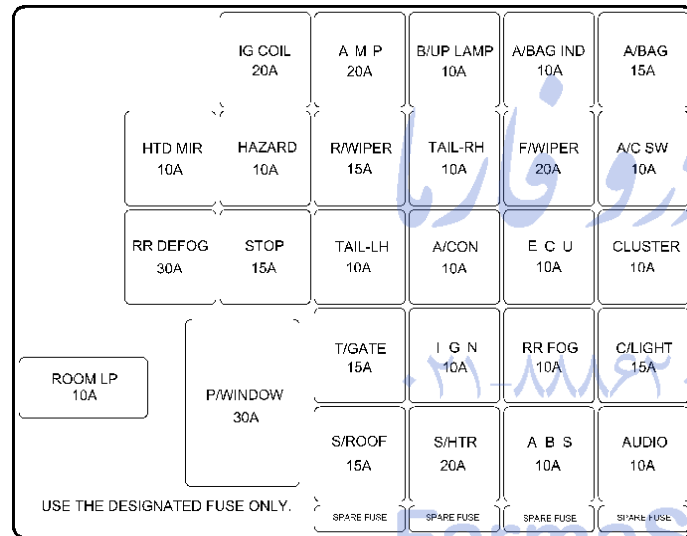 IG COIL
20A
A M P
20A
B/UP LAMP
10A
A/BAG IND
10A
A/BAG
15A
HTD MIR
10A
HAZARD
10A
R/WIPER
15A
TAIL-RH
10A
F/WIPER
20A
A/C SW
10A
RR DEFOG
30A
STOP
15A
TAIL-LH
10A
A/CON
10A
E C U
10A
CLUSTER
10A
T/GATE
15A
I G N
10A
RR FOG
10A
C/LIGHT
15A
ROOM LP
10A
P/WINDOW
30A
S/ROOF
15A
S/HTR
20A
A B S
10A
AUDIO
10A
USE THE DESIGNATED FUSE ONLY.
SPARE FUSE
SPARE FUSE
SPARE FUSE
SPARE FUSE
ورو فارما